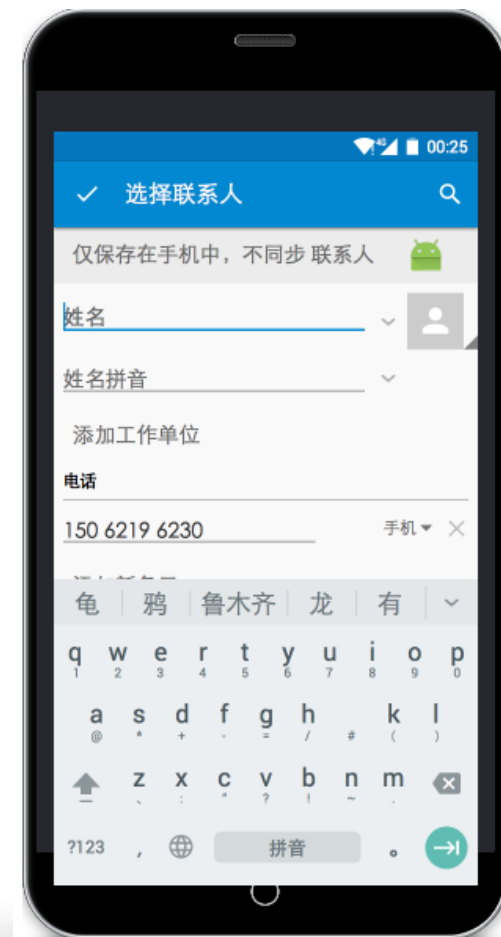 4G 00:25
选择联系人
仅保存在手机中，不同步 联系人
姓名
姓名拼音
添加工作单位
电话
150 6219 6230 手机
龟 鸦 鲁木齐 龙 有
q w e r t y u i o p
1 2 3 4 5 6 7 8 9 0
a s d f g h k l
@ * + - = / # ( )
z x c v b n m
、 : " ? ! ~ .
?123 , 拼音 。